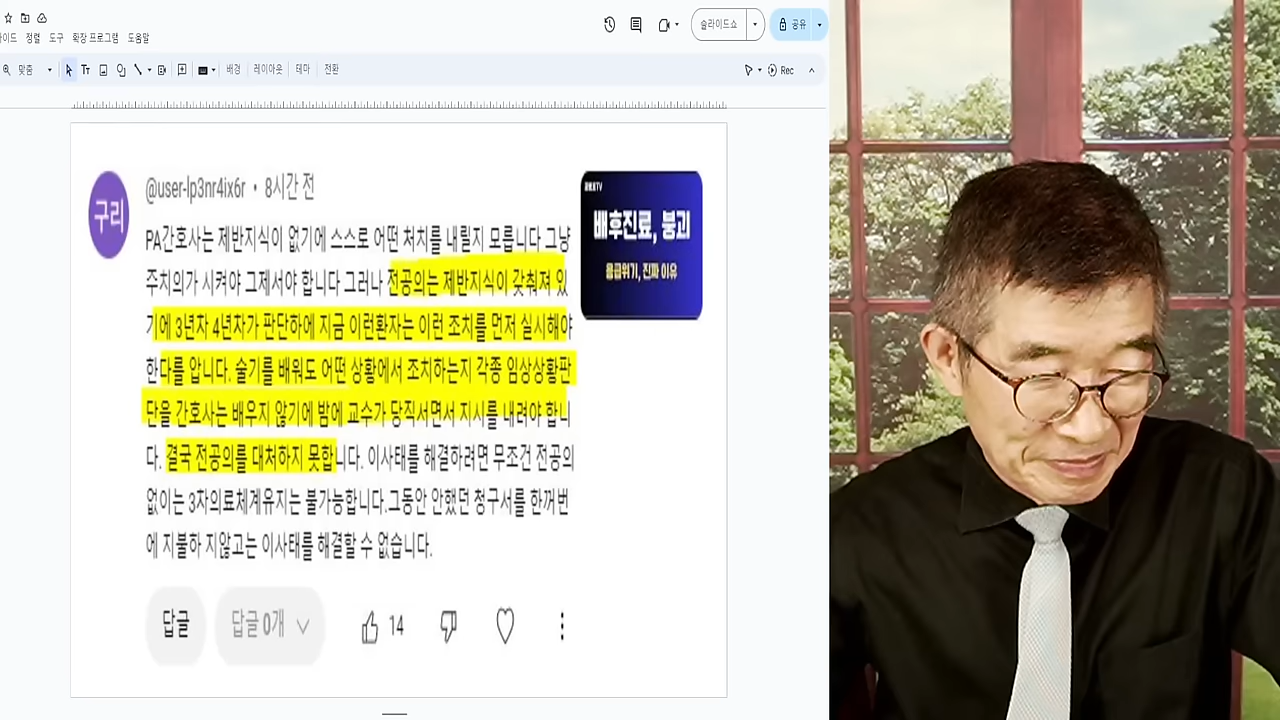 이드 정렬 도구 확장 프로그램 도움말
슬라이드쇼
공유
맞춤
Tт
배경
레이아웃
테마
전환
Rec
구리
@user-lp3nr4ix6r • 8시간 전
PA간호사는 제반지식이 없기에 스스로 어떤 처치를 내릴지 모릅니다 그냥
주치의가 시켜야 그제서야 합니다 그러나 전공의는 제반지식이 갖춰져 있
기에 3년차 4년차가 판단하에 지금 이런환자는 이런 조치를 먼저 실시해야
한다를 압니다. 술기를 배워도 어떤 상황에서 조치하는지 각종 임상상황판
단을 간호사는 배우지 않기에 밤에 교수가 당직서면서 지시를 내려야 합니
다. 결국 전공의를 대처하지 못합니다. 이사태를 해결하려면 무조건 전공의
없이는 3차의료체계유지는 불가능합니다.그동안 안했던 청구서를 한꺼번
에 지불하 지않고는 이사태를 해결할 수 없습니다.
배후진료, 붕괴
응급위기, 진짜 이유
답글
답글 0개
14